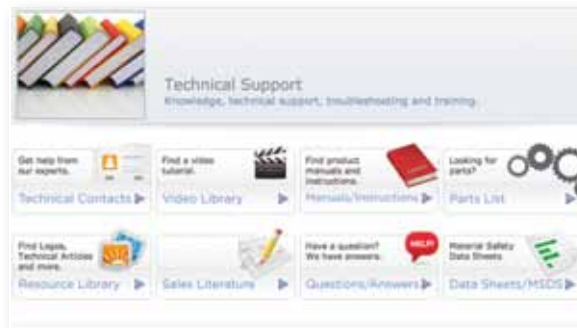 Technical Support
Knowledge, technical support, troubleshooting and training.
Get help from
our experts.
Technical Contacts
Find a video
tutorial.
Video Library
Find product
manuals and
instructions.
Manuals/Instructions
Looking for
parts?
Parts List
Find Logos,
Technical Articles
and more.
Resource Library
Sales Literature
Have a question?
We have answers.
HELP!
Questions/Answers
Material Safety
Data Sheets
Data Sheets/MSDS